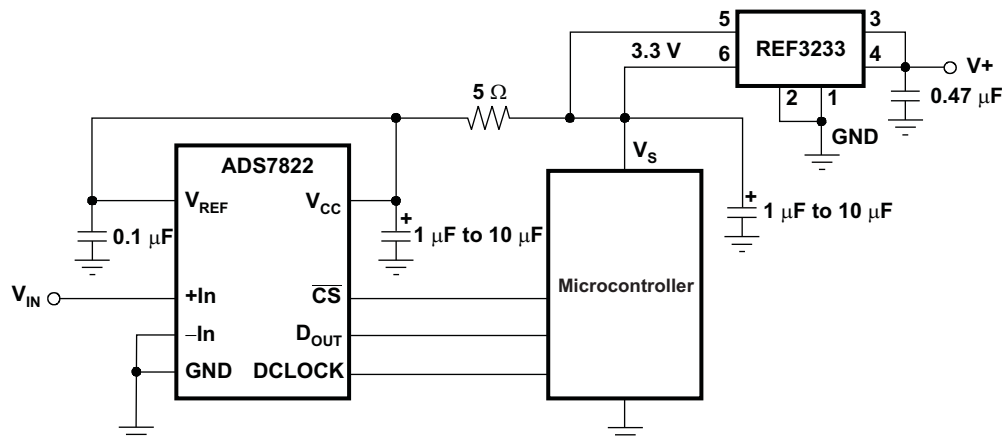 5
3
REF3233
3.3 V
6
4
V+
5 Ω
2
1
0.47 μF
GND
ADS7822
V_S
V_REF
V_CC
0.1 μF
1 μF to 10 μF
1 μF to 10 μF
Microcontroller
V_IN
+In
C̅S̅
–In
D_OUT
GND
DCLOCK
+
+